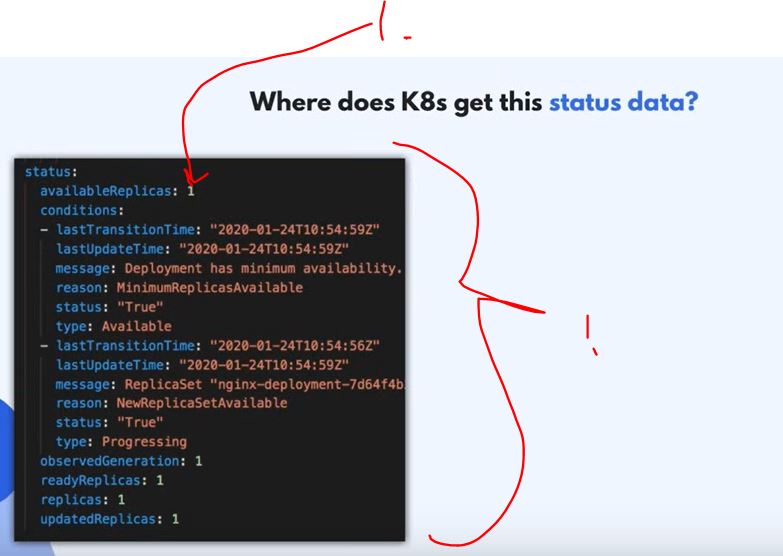 1.
Where does K8s get this status data?
status:
availableReplicas: 1
conditions:
- lastTransitionTime: "2020-01-24T10:54:59Z"
lastUpdateTime: "2020-01-24T10:54:59Z"
message: Deployment has minimum availability.
reason: MinimumReplicasAvailable
status: "True"
type: Available
- lastTransitionTime: "2020-01-24T10:54:56Z"
lastUpdateTime: "2020-01-24T10:54:59Z"
message: ReplicaSet "nginx-deployment-7d64f4b
reason: NewReplicaSetAvailable
status: "True"
type: Progressing
observedGeneration: 1
readyReplicas: 1
replicas: 1
updatedReplicas: 1
!